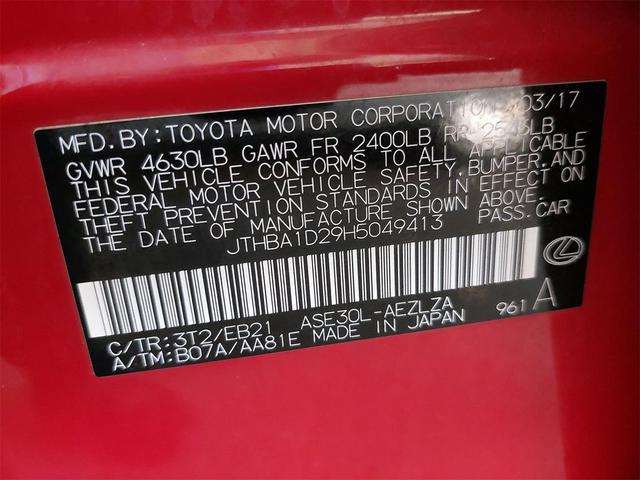 MFD.BY:TOYOTA MOTOR CORPORATION 03/17
GVWR 4630LB GAWR FR 2400LB RR 2545LB
THIS VEHICLE CONFORMS TO ALL APPLICABLE
FEDERAL MOTOR VEHICLE SAFETY,BUMPER,AND
THEFT PREVENTION STANDARDS IN EFFECT ON
THE DATE OF MANUFACTURE SHOWN ABOVE.
JTHBA1D29H5049413 PASS.CAR
C/TR:3T2/EB21 ASE30L-AEZLZA 961 A
A/TM:B07A/AA81E MADE IN JAPAN